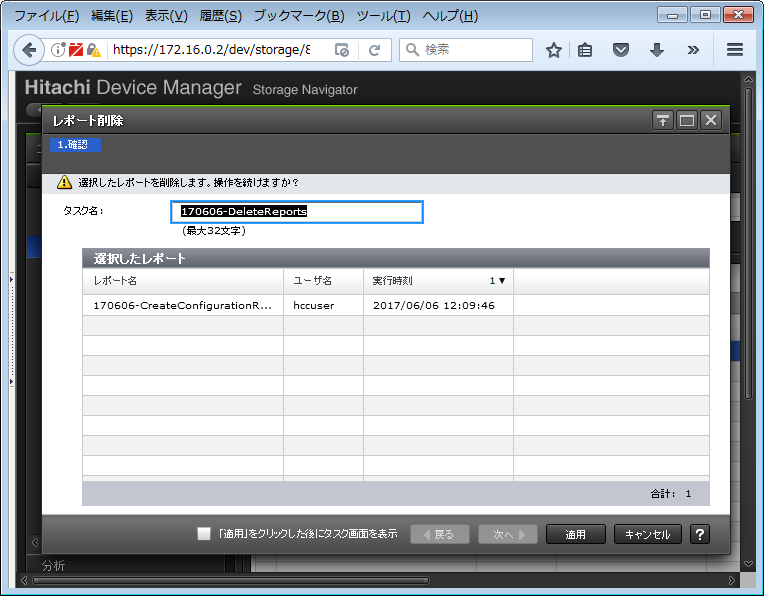 ファイル(F) 編集(E) 表示(V) 履歴(S) ブックマーク(B) ツール(T) ヘルプ(H)
https://172.16.0.2/dev/storage/8 検索
Hitachi Device Manager Storage Navigator
レポート削除
1.確認
選択したレポートを削除します。操作を続けますか?
タスク名: 170606-DeleteReports
(最大32文字)
選択したレポート
レポート名 ユーザ名 実行時刻 1▼
170606-CreateConfigurationR... hccuser 2017/06/06 12:09:46
合計: 1
「適用」をクリックした後にタスク画面を表示 戻る 次へ 適用 キャンセル ?
分析